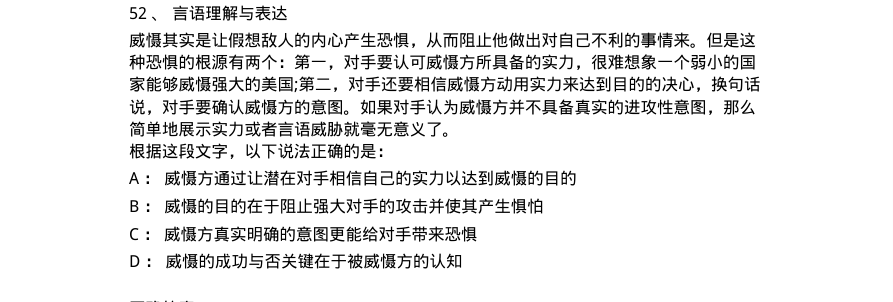 52 、 言语理解与表达
威慑其实是让假想敌人的内心产生恐惧，从而阻止他做出对自己不利的事情来。但是这
种恐惧的根源有两个：第一，对手要认可威慑方所具备的实力，很难想象一个弱小的国
家能够威慑强大的美国;第二，对手还要相信威慑方动用实力来达到目的的决心，换句话
说，对手要确认威慑方的意图。如果对手认为威慑方并不具备真实的进攻性意图，那么
简单地展示实力或者言语威胁就毫无意义了。
根据这段文字，以下说法正确的是：
A ： 威慑方通过让潜在对手相信自己的实力以达到威慑的目的
B ： 威慑的目的在于阻止强大对手的攻击并使其产生惧怕
C ： 威慑方真实明确的意图更能给对手带来恐惧
D ： 威慑的成功与否关键在于被威慑方的认知